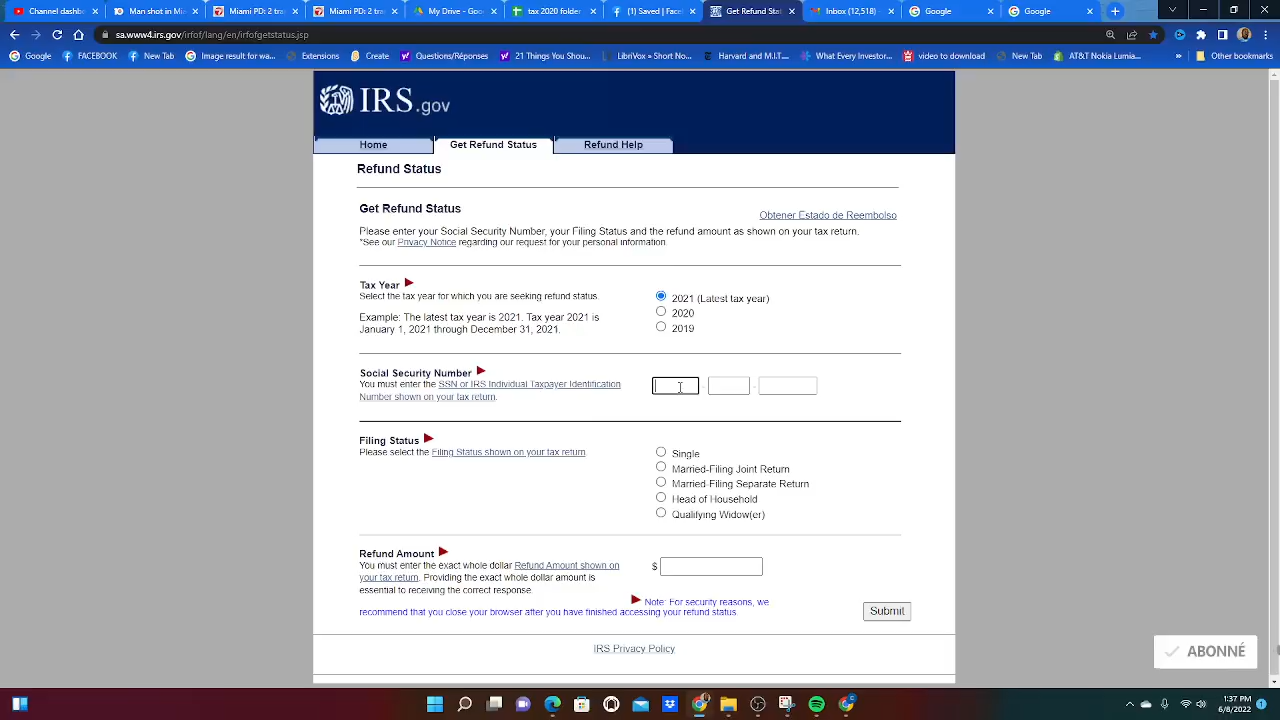 Channel dashb
Man shot in Mi
Miami PD: 2 tra
Miami PD: 2 tra
My Drive - Goo
tax 2020 folder
(1) Saved | Face
Get Refund Stat
Inbox (12,518)
Google
Google
sa.www4.irs.gov/irfof/lang/en/irfofgetstatus.jsp
Google
FACEBOOK
New Tab
Image result for wa...
Extensions
Create
Questions/Réponses
21 Things You Shou...
LibriVox » Short No...
Harvard and M.I.T....
What Every Investor...
video to download
New Tab
AT&T Nokia Lumia...
»
Other bookmarks
IRS.gov
Home
Get Refund Status
Refund Help
Refund Status
Get Refund Status
Obtener Estado de Reembolso
Please enter your Social Security Number, your Filing Status and the refund amount as shown on your tax return.
*See our Privacy Notice regarding our request for your personal information.
Tax Year
Select the tax year for which you are seeking refund status.
Example: The latest tax year is 2021. Tax year 2021 is
January 1, 2021 through December 31, 2021.
2021 (Latest tax year)
2020
2019
Social Security Number
You must enter the SSN or IRS Individual Taxpayer Identification
Number shown on your tax return.
- -
Filing Status
Please select the Filing Status shown on your tax return.
Single
Married-Filing Joint Return
Married-Filing Separate Return
Head of Household
Qualifying Widow(er)
Refund Amount
You must enter the exact whole dollar Refund Amount shown on
your tax return. Providing the exact whole dollar amount is
essential to receiving the correct response.
$
Note: For security reasons, we
recommend that you close your browser after you have finished accessing your refund status.
Submit
IRS Privacy Policy
ABONNÉ
1:37 PM
6/8/2022